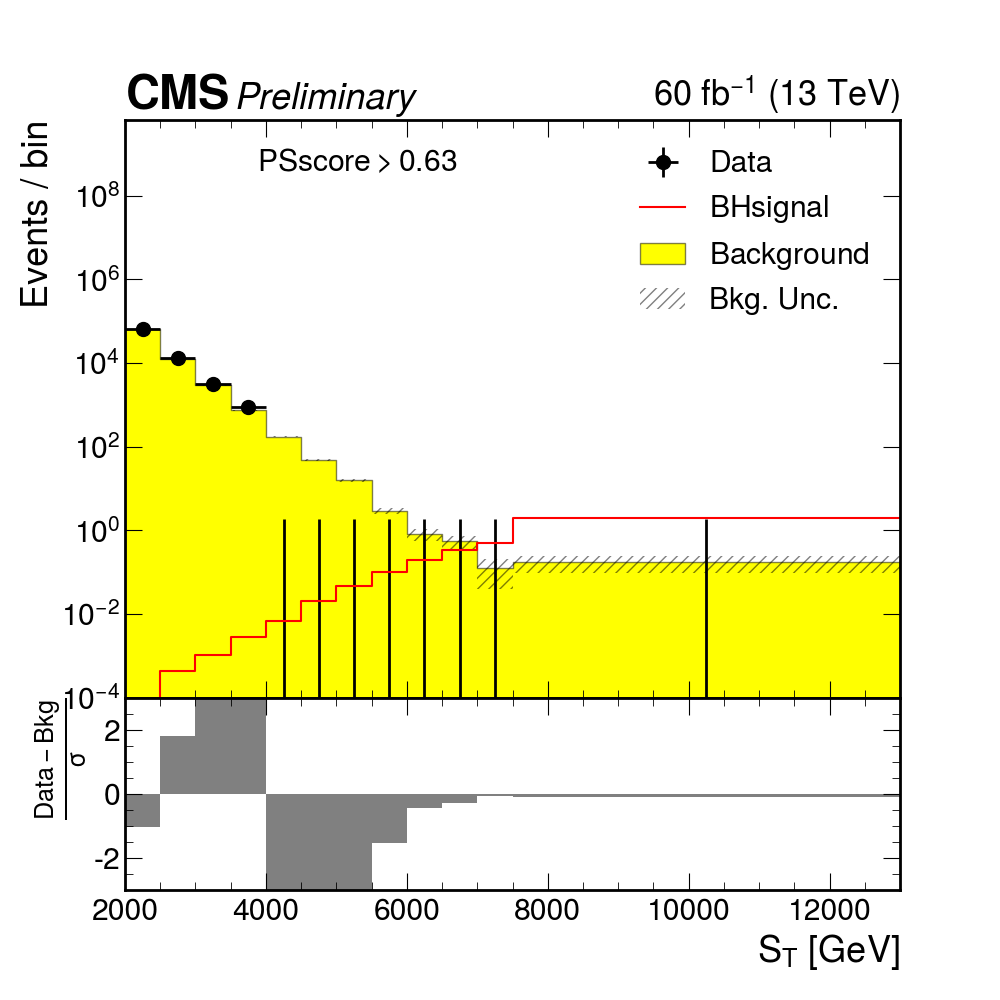 CMS Preliminary 60 fb⁻¹ (13 TeV)
Events / bin
PSscore > 0.63
Data
BHsignal
Background
Bkg. Unc.
10⁸
10⁶
10⁴
10²
10⁰
10⁻²
10⁻⁴
Data − Bkg
σ
2
0
-2
2000 4000 6000 8000 10000 12000
S_T [GeV]